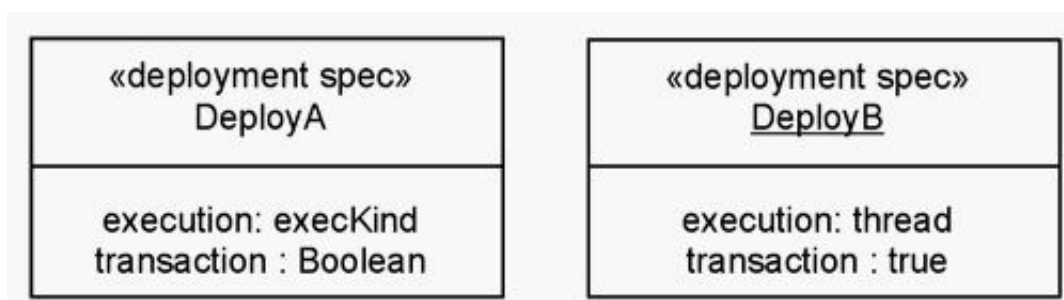 «deployment spec»
DeployA
execution: execKind
transaction : Boolean
«deployment spec»
DeployB
execution: thread
transaction : true